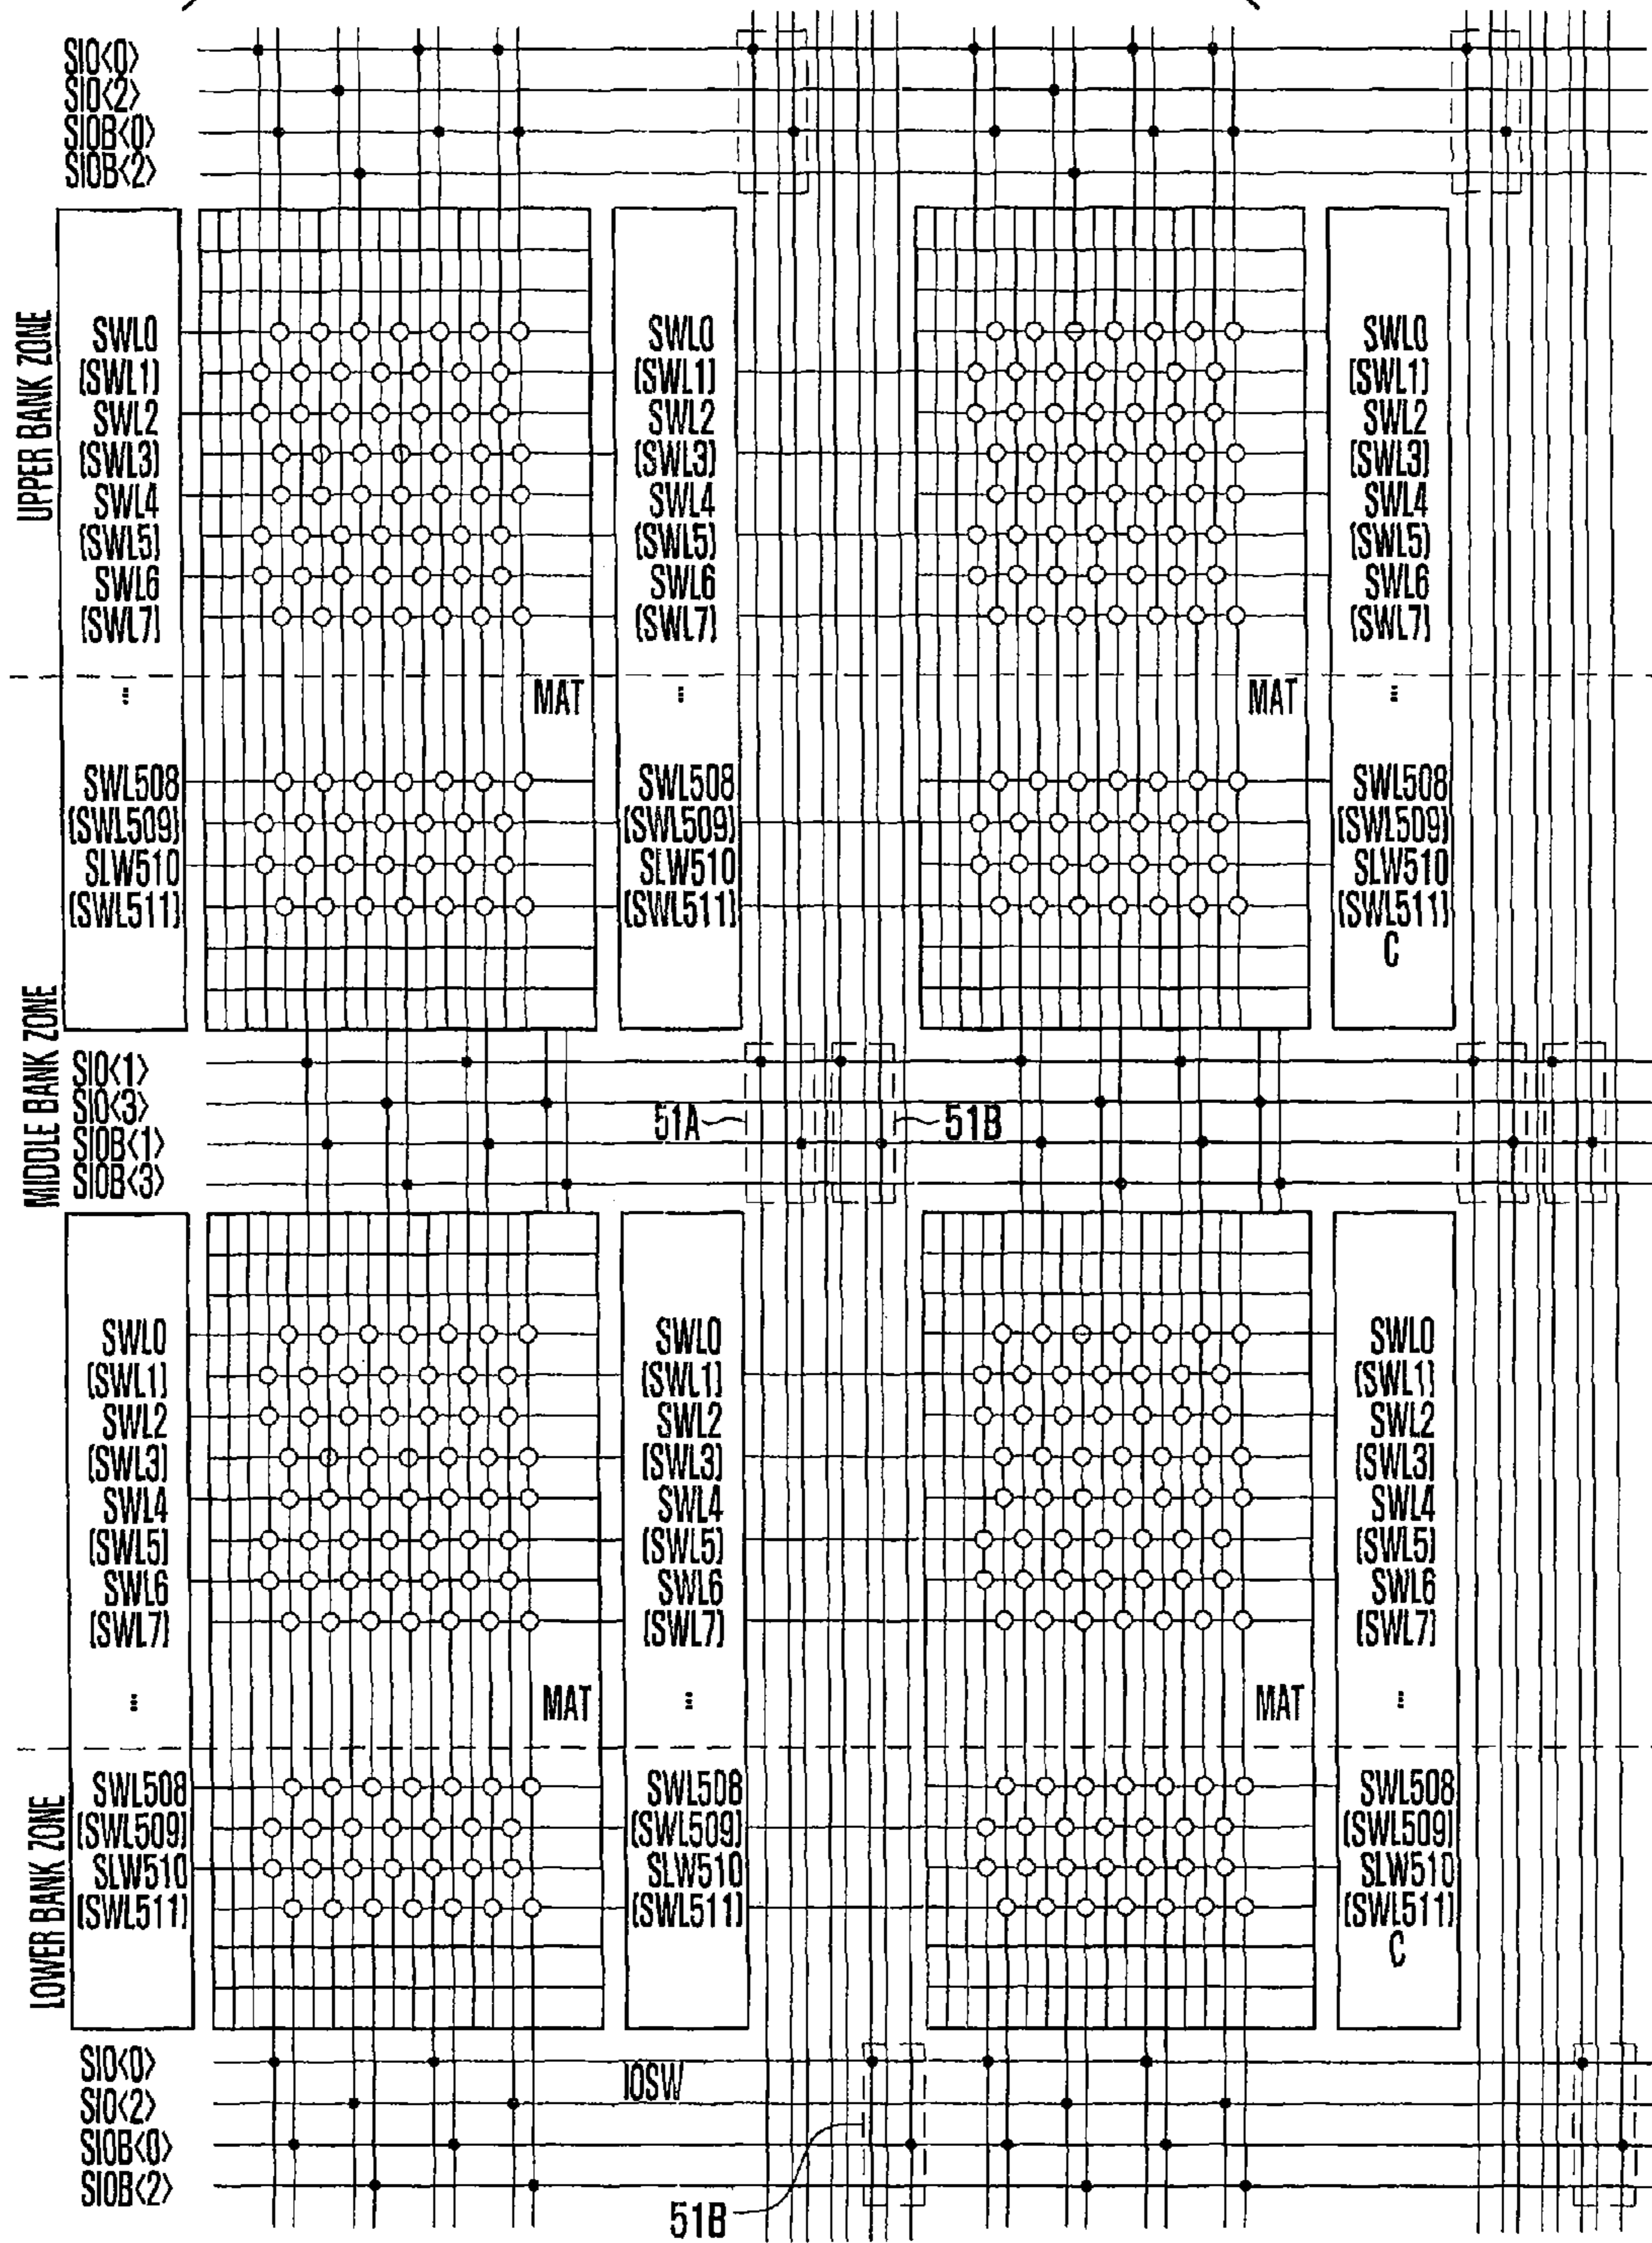 SIO<0>
SIO<2>
SIOB<0>
SIOB<2>
UPPER BANK ZONE
SWL0
(SWL1)
SWL2
(SWL3)
SWL4
(SWL5)
SWL6
(SWL7)
...
SWL508
(SWL509)
SLW510
(SWL511)
MAT
SWL0
(SWL1)
SWL2
(SWL3)
SWL4
(SWL5)
SWL6
(SWL7)
...
SWL508
(SWL509)
SLW510
(SWL511)
MAT
SWL0
(SWL1)
SWL2
(SWL3)
SWL4
(SWL5)
SWL6
(SWL7)
...
SWL508
(SWL509)
SLW510
(SWL511)
C
MIDDLE BANK ZONE
SIO<1>
SIO<3>
SIOB<1>
SIOB<3>
51A
51B
SWL0
(SWL1)
SWL2
(SWL3)
SWL4
(SWL5)
SWL6
(SWL7)
...
SWL508
(SWL509)
SLW510
(SWL511)
MAT
SWL0
(SWL1)
SWL2
(SWL3)
SWL4
(SWL5)
SWL6
(SWL7)
...
SWL508
(SWL509)
SLW510
(SWL511)
MAT
SWL0
(SWL1)
SWL2
(SWL3)
SWL4
(SWL5)
SWL6
(SWL7)
...
SWL508
(SWL509)
SLW510
(SWL511)
C
LOWER BANK ZONE
SIO<0>
SIO<2>
SIOB<0>
SIOB<2>
IOSW
51B